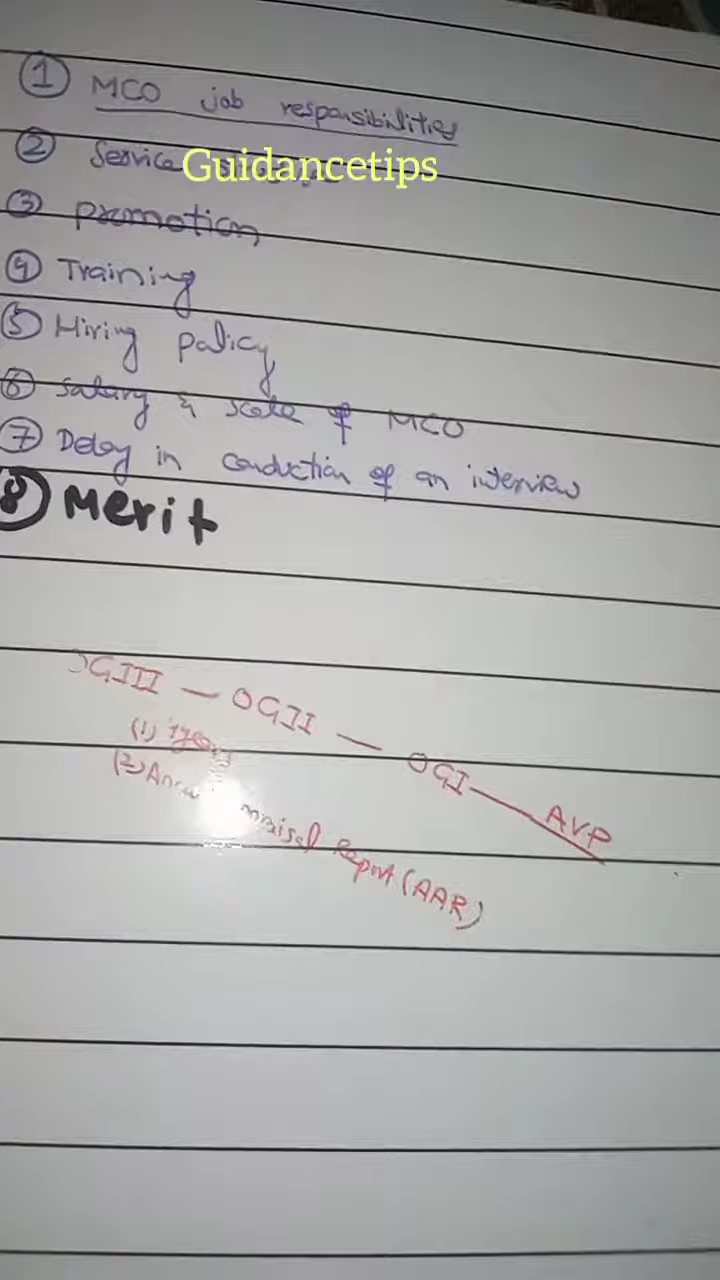 ① MCO job responsibilities
② Service
Guidancetips
③ promotion
④ Training
⑤ Hiring policy
⑥ Salary & scale of MCO
⑦ Delay in conduction of an interview
⑧ Merit
OGIII — OGII — OGI — AVP
(1)
(2) Report (AAR)